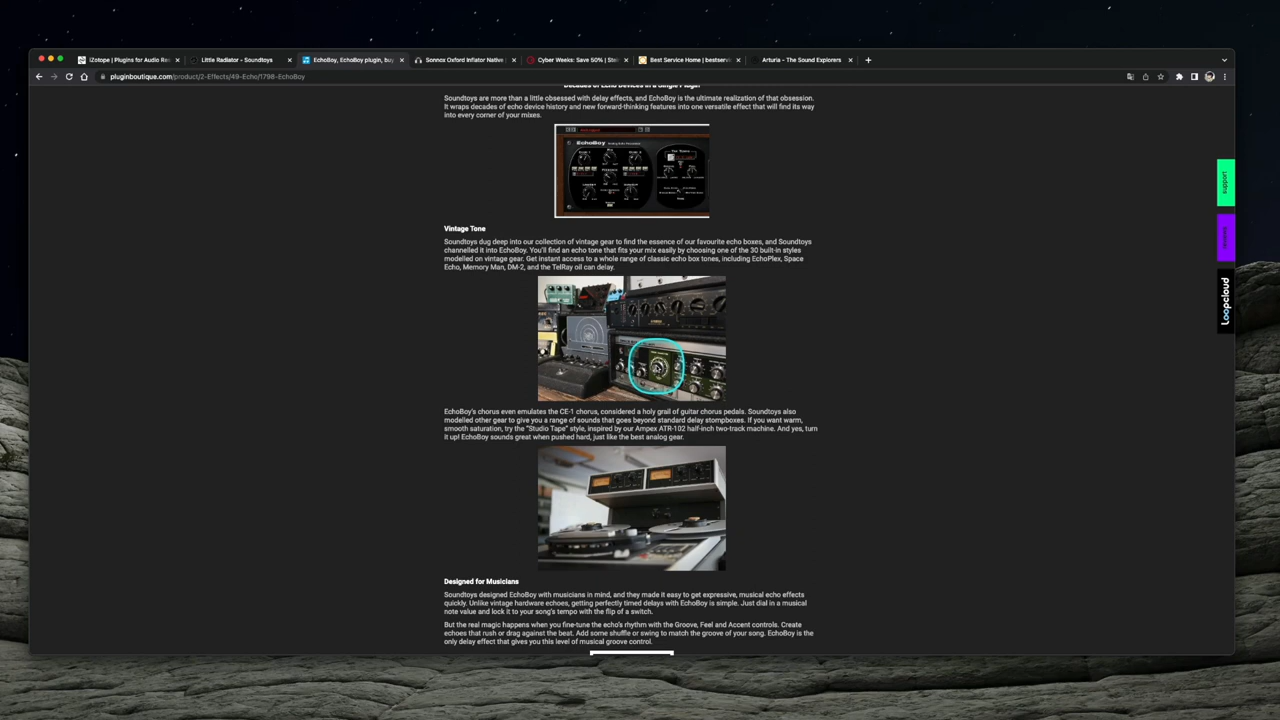 iZotope | Plugins for Audio Re
Little Radiator - Soundtoys
EchoBoy, EchoBoy plugin, buy
Sonnox Oxford Inflator Native
Cyber Weeks: Save 50% | Ste
Best Service Home | bestserv
Arturia - The Sound Explorers
pluginboutique.com/product/2-Effects/49-Echo/1798-EchoBoy
Decades of Echo Devices in a Single Plugin
Soundtoys are more than a little obsessed with delay effects, and EchoBoy is the ultimate realization of that obsession.
It wraps decades of echo device history and new forward-thinking features into one versatile effect that will find its way
into every corner of your mixes.
EchoBoy
Vintage Tone
Soundtoys dug deep into our collection of vintage gear to find the essence of our favourite echo boxes, and Soundtoys
channelled it into EchoBoy. You'll find an echo tone that fits your mix easily by choosing one of the 30 built-in styles
modelled on vintage gear. Get instant access to a whole range of classic echo box tones, including EchoPlex, Space
Echo, Memory Man, DM-2, and the TelRay oil can delay.
EchoBoy's chorus even emulates the CE-1 chorus, considered a holy grail of guitar chorus pedals. Soundtoys also
modelled other gear to give you a range of sounds that goes beyond standard delay stompboxes. If you want warm,
smooth saturation, try the "Studio Tape" style, inspired by our Ampex ATR-102 half-inch two-track machine. And yes, turn
it up! EchoBoy sounds great when pushed hard, just like the best analog gear.
Designed for Musicians
Soundtoys designed EchoBoy with musicians in mind, and they made it easy to get expressive, musical echo effects
quickly. Unlike vintage hardware echoes, getting perfectly timed delays with EchoBoy is simple. Just dial in a musical
note value and lock it to your song's tempo with the flip of a switch.
But the real magic happens when you fine-tune the echo's rhythm with the Groove, Feel and Accent controls. Create
echoes that rush or drag against the beat. Add some shuffle or swing to match the groove of your song. EchoBoy is the
only delay effect that gives you this level of musical groove control.
support
Loopcloud